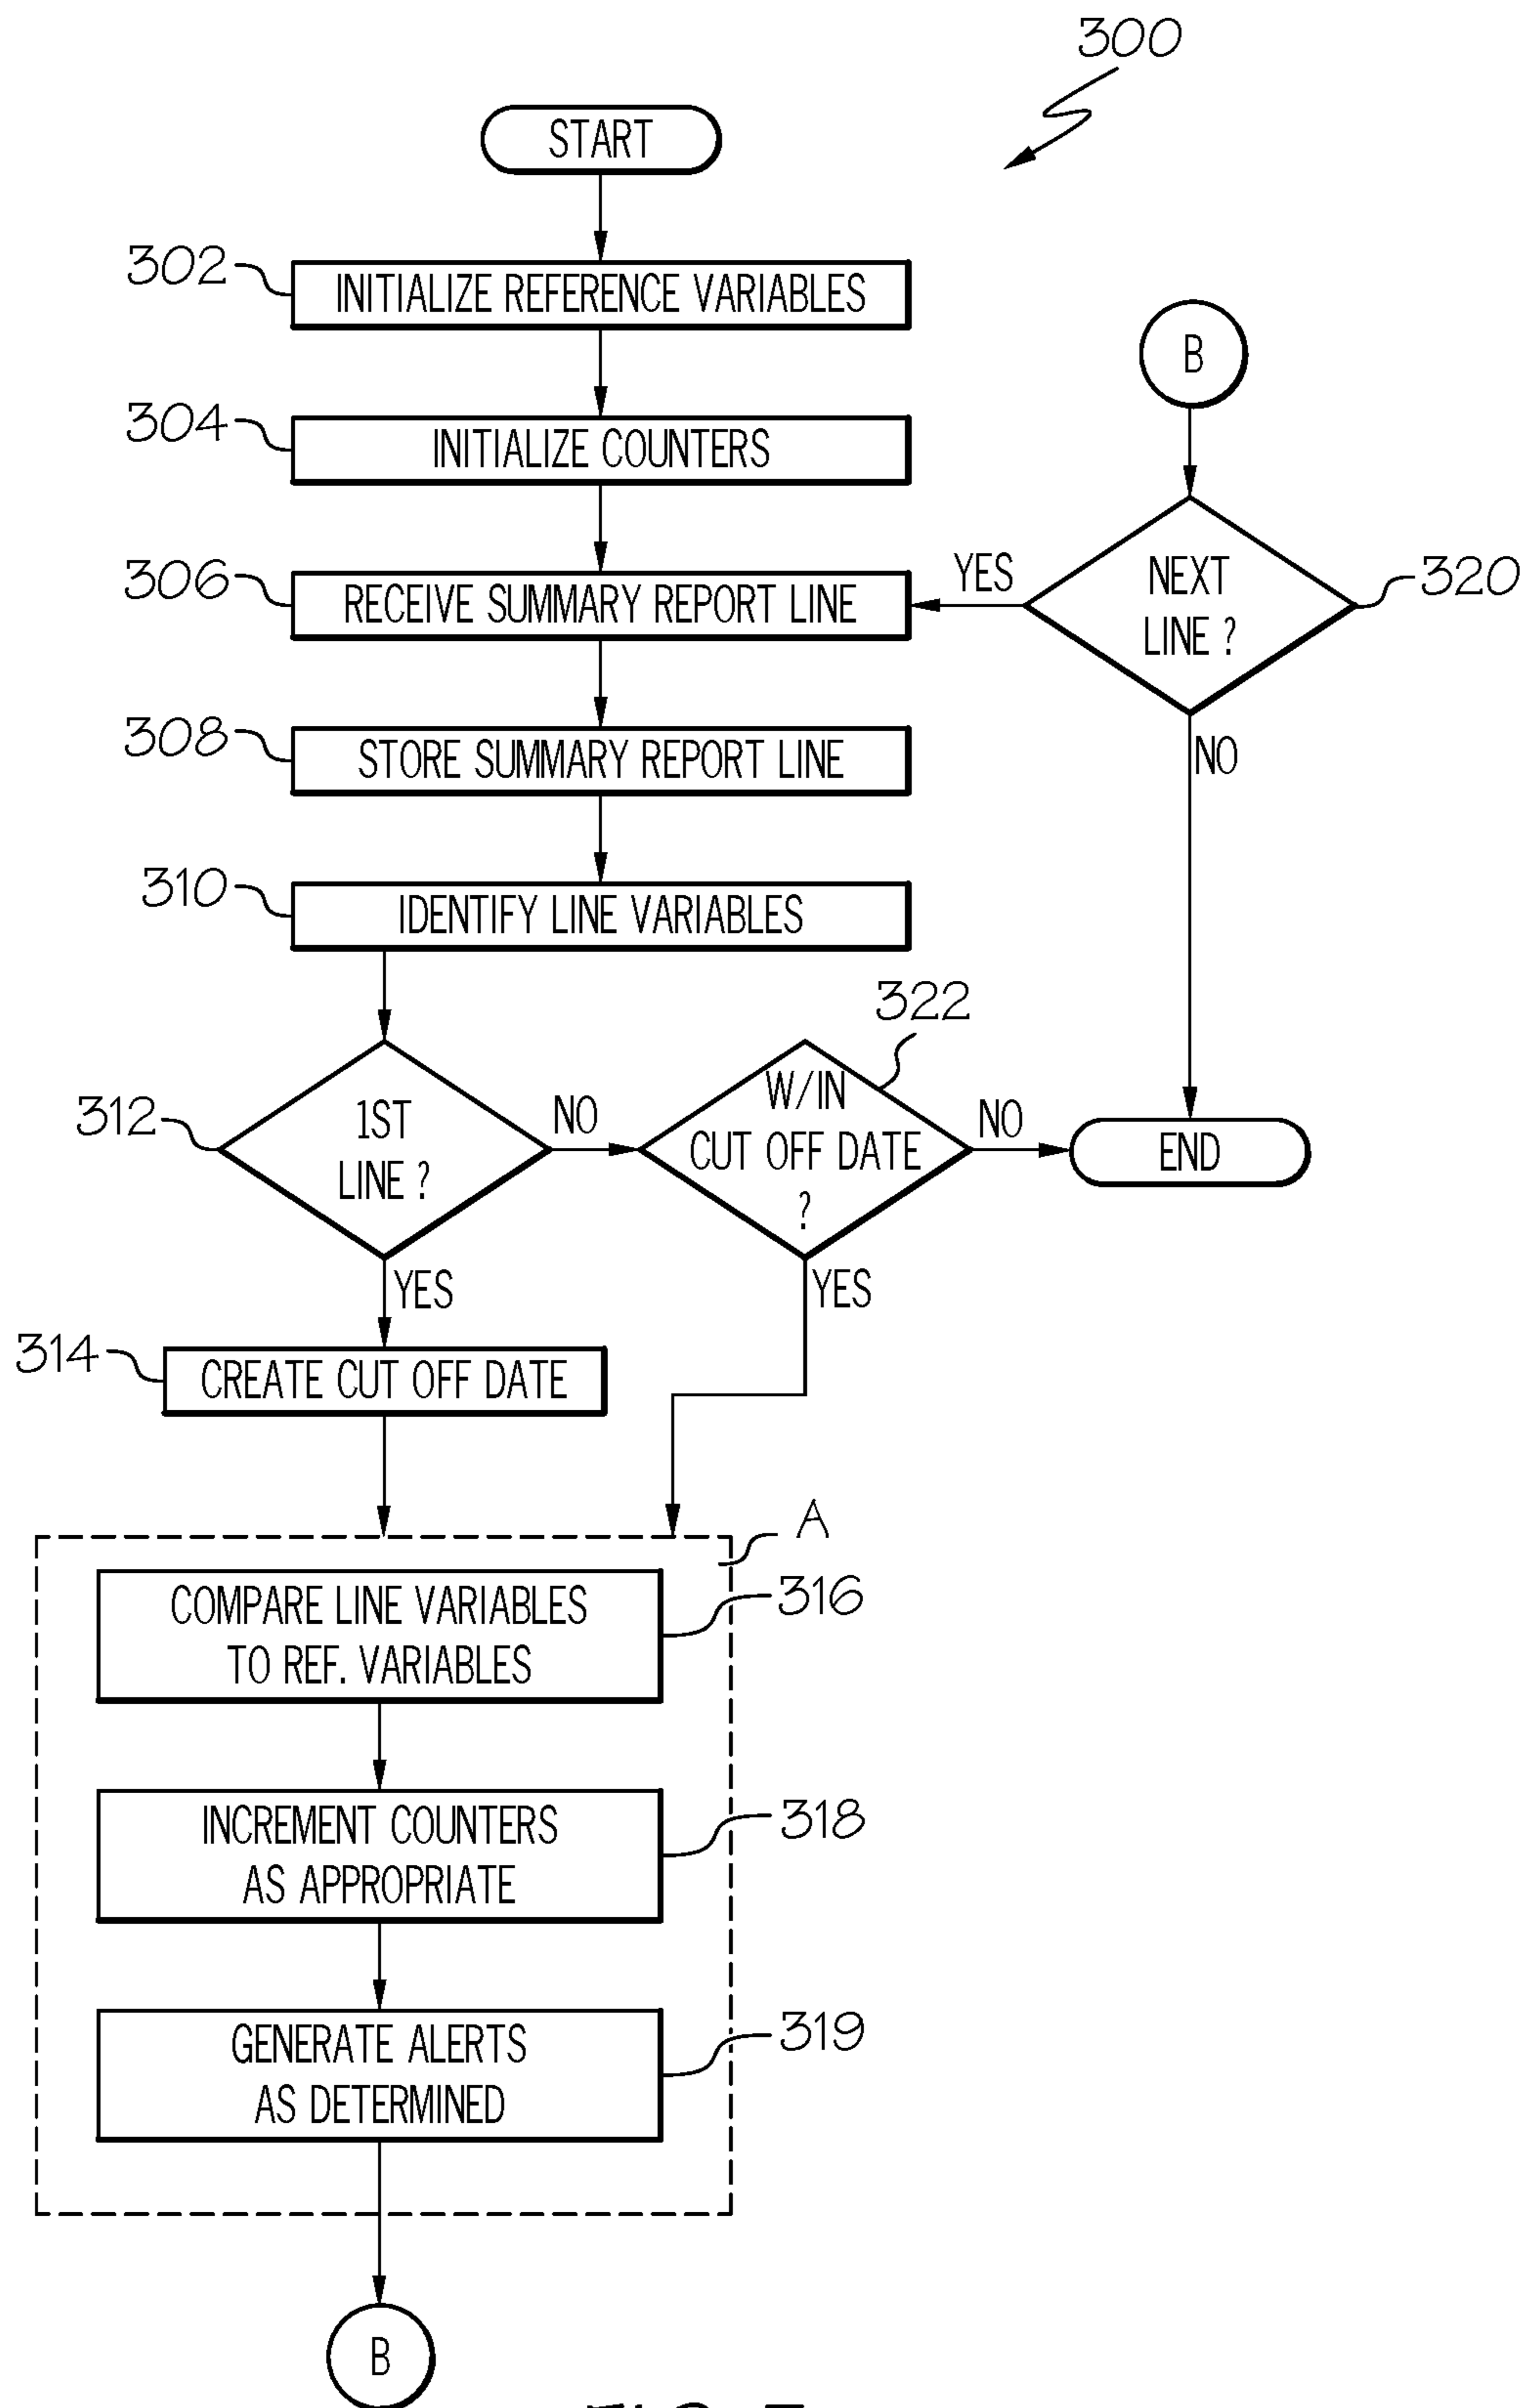 300
START
302
INITIALIZE REFERENCE VARIABLES
304
INITIALIZE COUNTERS
B
306
RECEIVE SUMMARY REPORT LINE
YES
NEXT
LINE ?
320
308
STORE SUMMARY REPORT LINE
NO
310
IDENTIFY LINE VARIABLES
322
312
1ST
LINE ?
NO
W/IN
CUT OFF DATE
?
NO
END
YES
YES
314
CREATE CUT OFF DATE
A
COMPARE LINE VARIABLES
TO REF. VARIABLES
316
INCREMENT COUNTERS
AS APPROPRIATE
318
GENERATE ALERTS
AS DETERMINED
319
B